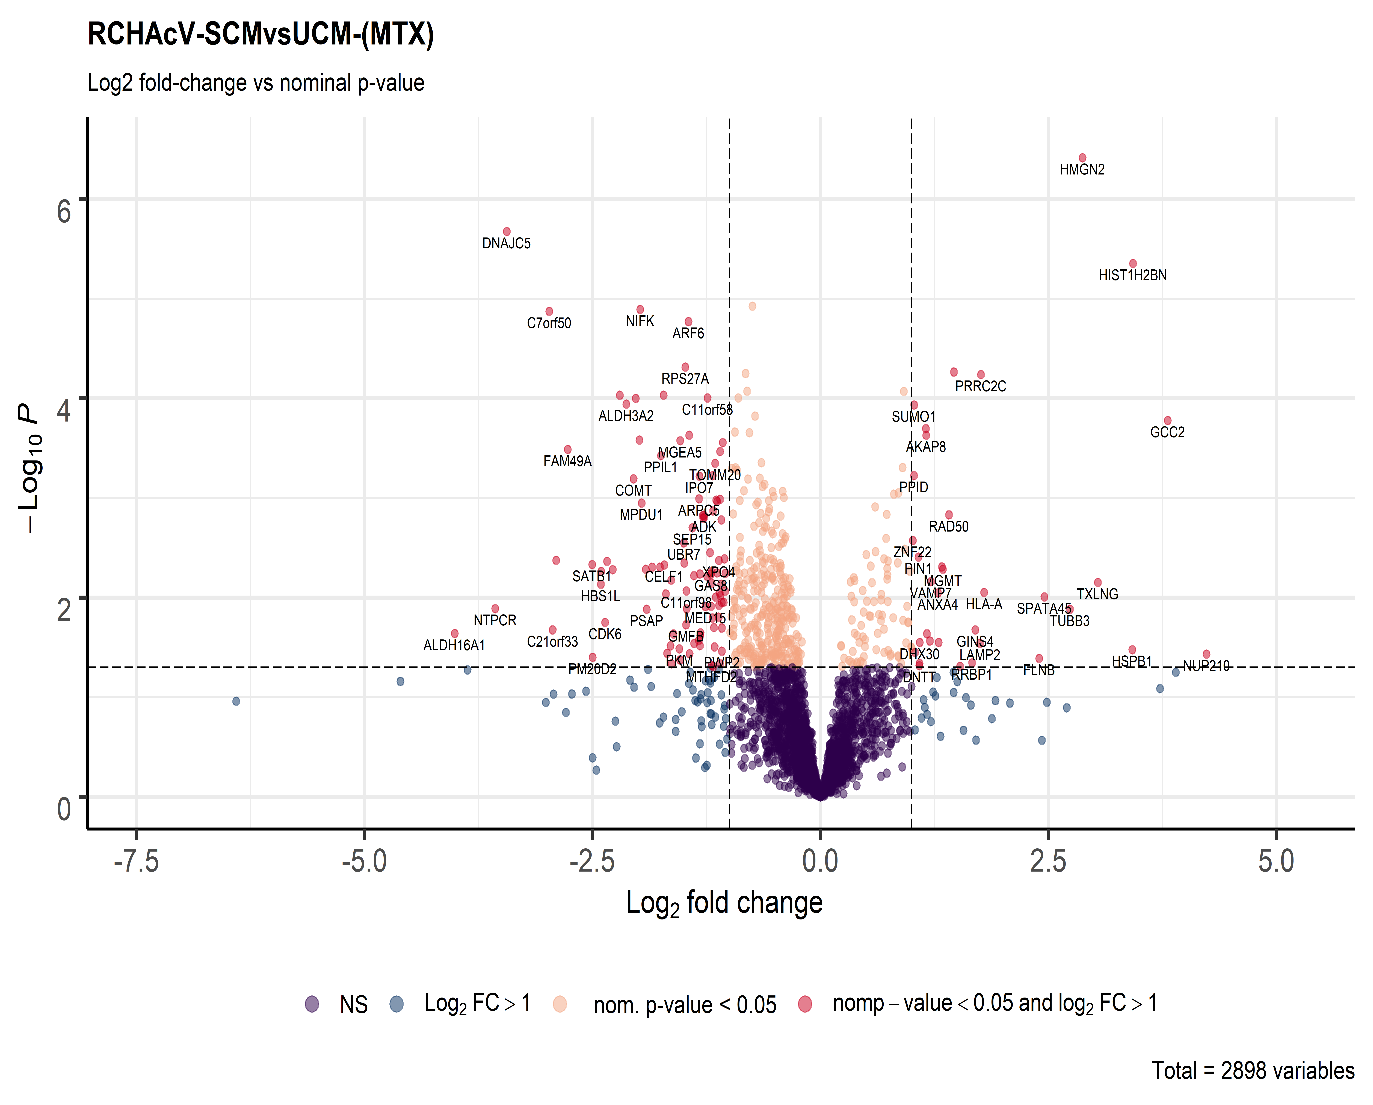 RCHAcV-SCMvsUCM-(MTX)
Log2 fold-change vs nominal p-value
HMGN2
6
DNAJC5
HIST1H2BN
C7orf50
NIFK
ARF6
RPS27A
PRRC2C
4
ALDH3A2
C11orf58
SUMO1
GCC2
FAM49A
PPIL1
MGEA5
AKAP8
COMT
IPO7
TOMM20
PPID
MPDU1
ARPC5
ADK
RAD50
SEP15
UBR7
ZNF22
SATB1
CELF1
XPO4
PIN1
HBS1L
GAS8
VAMP7
MGMT
TXLNG
2
C11orf98
ANXA4
HLA-A
SPATA45
NTPCR
PSAP
MED15
TUBB3
ALDH16A1
C21orf33
CDK6
GMFB
GINS4
PKM
PWP2
DHX30
LAMP2
HSPB1
NUP210
PM20D2
MTHFD2
DNTT
RRBP1
FLNB
0
−Log10 P
-7.5 -5.0 -2.5 0.0 2.5 5.0
Log2 fold change
NS Log2 FC > 1 nom. p-value < 0.05 nomp − value < 0.05 and log2 FC > 1
Total = 2898 variables